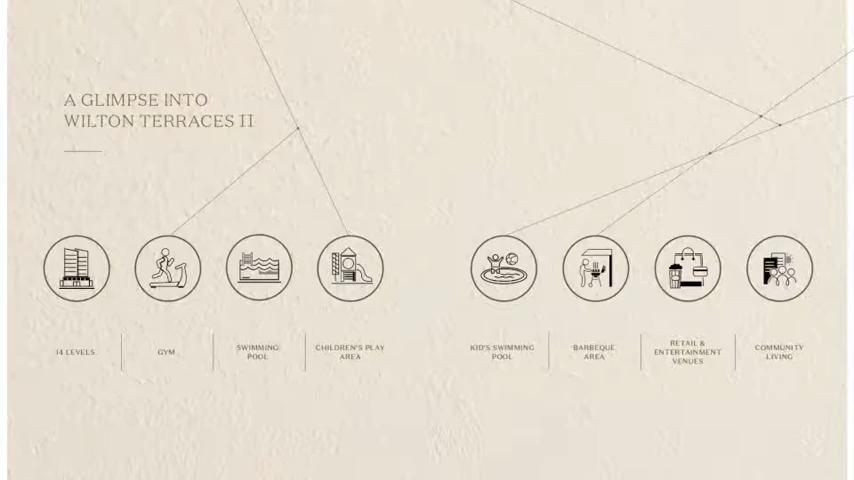 A GLIMPSE INTO
WILTON TERRACES II
14 LEVELS
GYM
SWIMMING
POOL
CHILDREN'S PLAY
AREA
KID'S SWIMMING
POOL
BARBEQUE
AREA
RETAIL &
ENTERTAINMENT
VENUES
COMMUNITY
LIVING